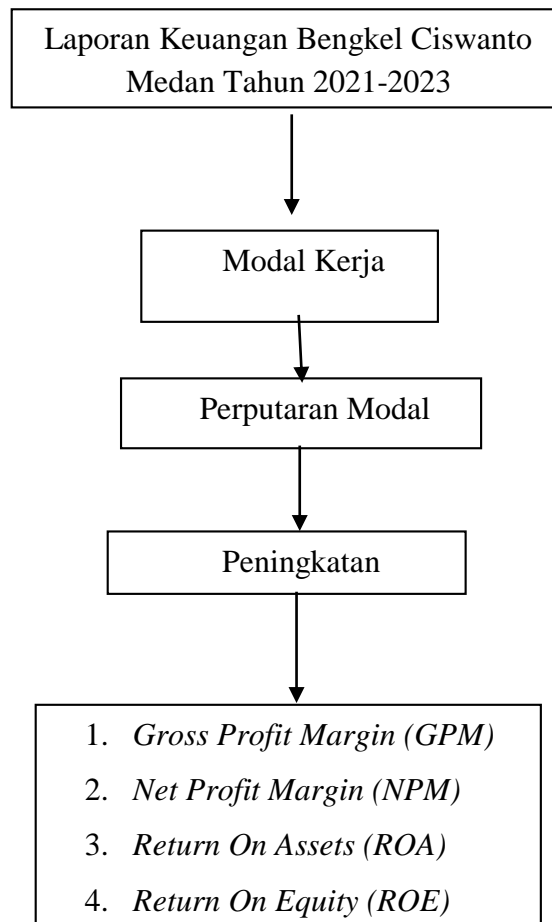 Laporan Keuangan Bengkel Ciswanto
Medan Tahun 2021-2023
Modal Kerja
Perputaran Modal
Peningkatan
1. Gross Profit Margin (GPM)
2. Net Profit Margin (NPM)
3. Return On Assets (ROA)
4. Return On Equity (ROE)